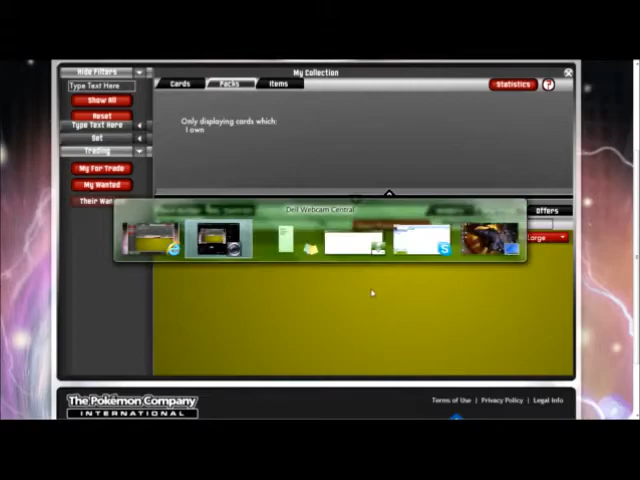 Hide Filters
My Collection
Type Text Here
Cards
Packs
Items
Statistics
?
Show All
Reset
Type Text Here
Set
Only displaying cards which:
I own
Trading
My For Trade
My Wanted
Their Wan
Dell Webcam Central
Offers
Large
S
The Pokémon Company
INTERNATIONAL
Terms of Use | Privacy Policy | Legal Info